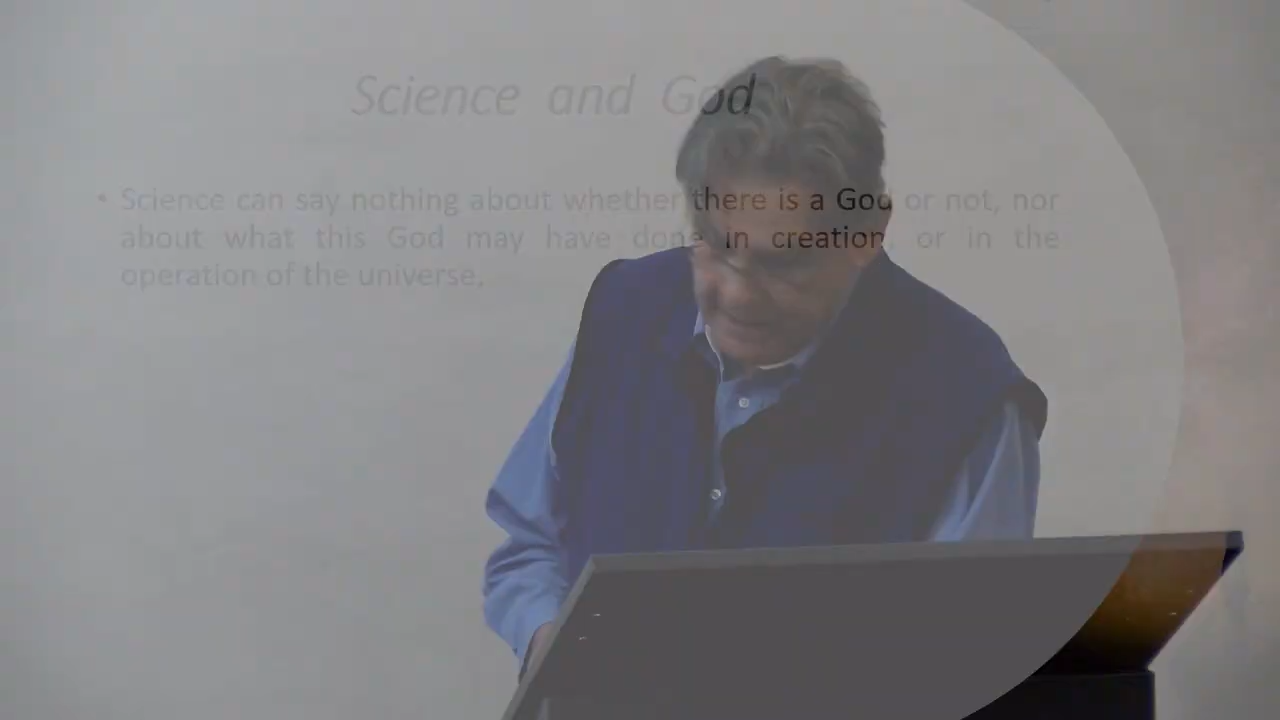 Science and God
• Science can say nothing about whether there is a God or not, nor
about what this God may have done in creation, or in the
operation of the universe.